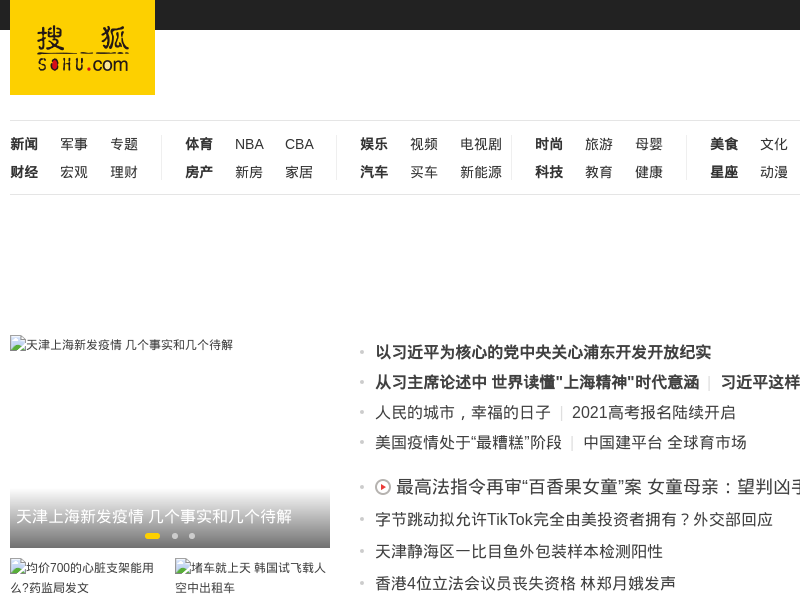 搜 狐
SOHU.com
新闻 军事 专题 体育 NBA CBA 娱乐 视频 电视剧 时尚 旅游 母婴 美食 文化
财经 宏观 理财 房产 新房 家居 汽车 买车 新能源 科技 教育 健康 星座 动漫
天津上海新发疫情 几个事实和几个待解
天津上海新发疫情 几个事实和几个待解
均价700的心脏支架能用
么?药监局发文
堵车就上天 韩国试飞载人
空中出租车
以习近平为核心的党中央关心浦东开发开放纪实
从习主席论述中 世界读懂"上海精神"时代意涵 | 习近平这样
人民的城市，幸福的日子 | 2021高考报名陆续开启
美国疫情处于“最糟糕”阶段 | 中国建平台 全球育市场
最高法指令再审“百香果女童”案 女童母亲：望判凶手
字节跳动拟允许TikTok完全由美投资者拥有？外交部回应
天津静海区一比目鱼外包装样本检测阳性
香港4位立法会议员丧失资格 林郑月娥发声